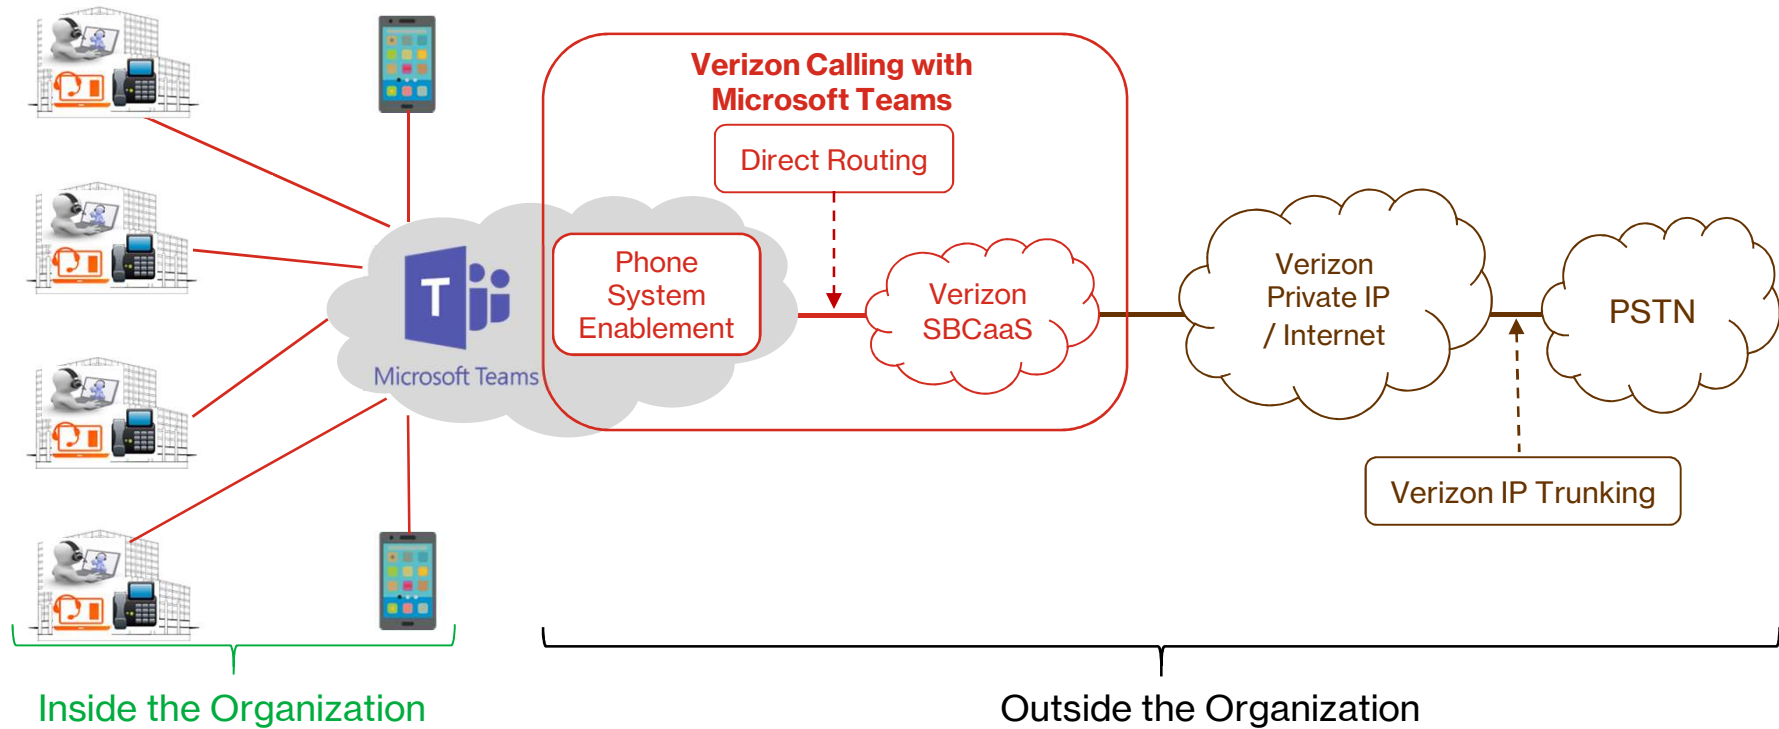 Verizon Calling with
Microsoft Teams
Direct Routing
Phone
System
Enablement
T
Microsoft Teams
Verizon
SBCaaS
Verizon
Private IP
/ Internet
PSTN
Verizon IP Trunking
Inside the Organization
Outside the Organization